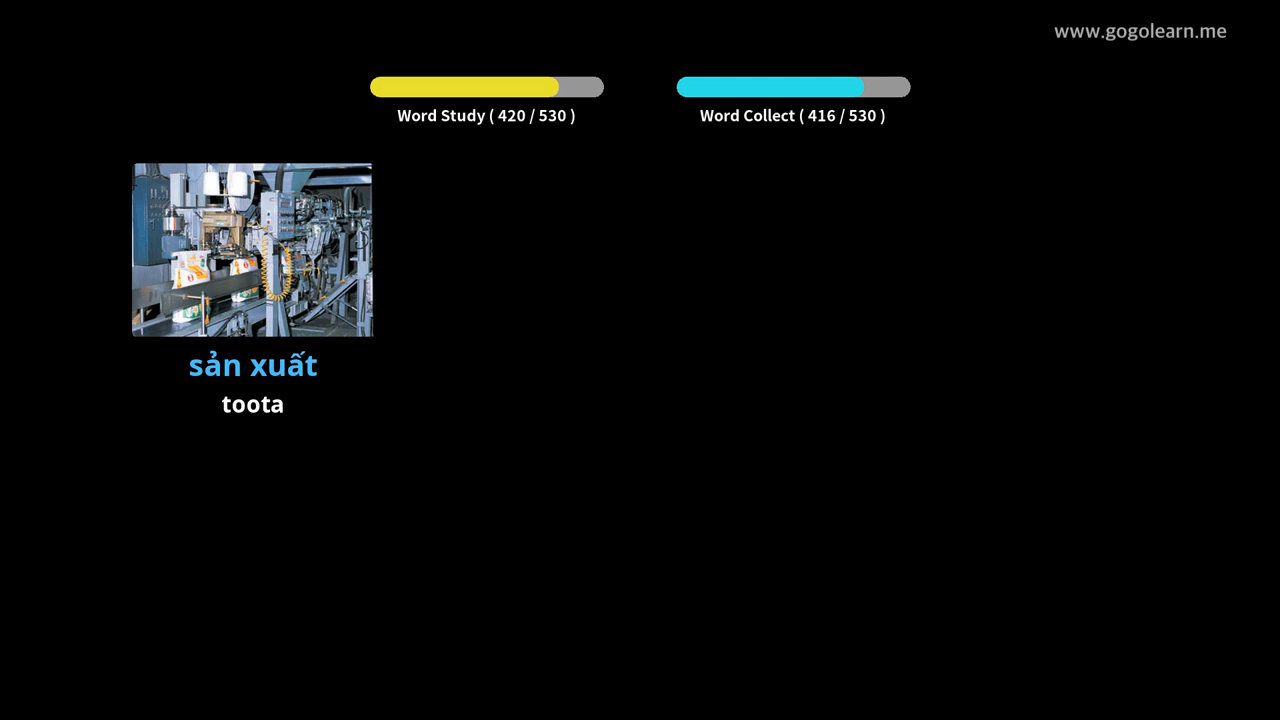 www.gogolearn.me
Word Study ( 420 / 530 )
Word Collect ( 416 / 530 )
sản xuất
toota